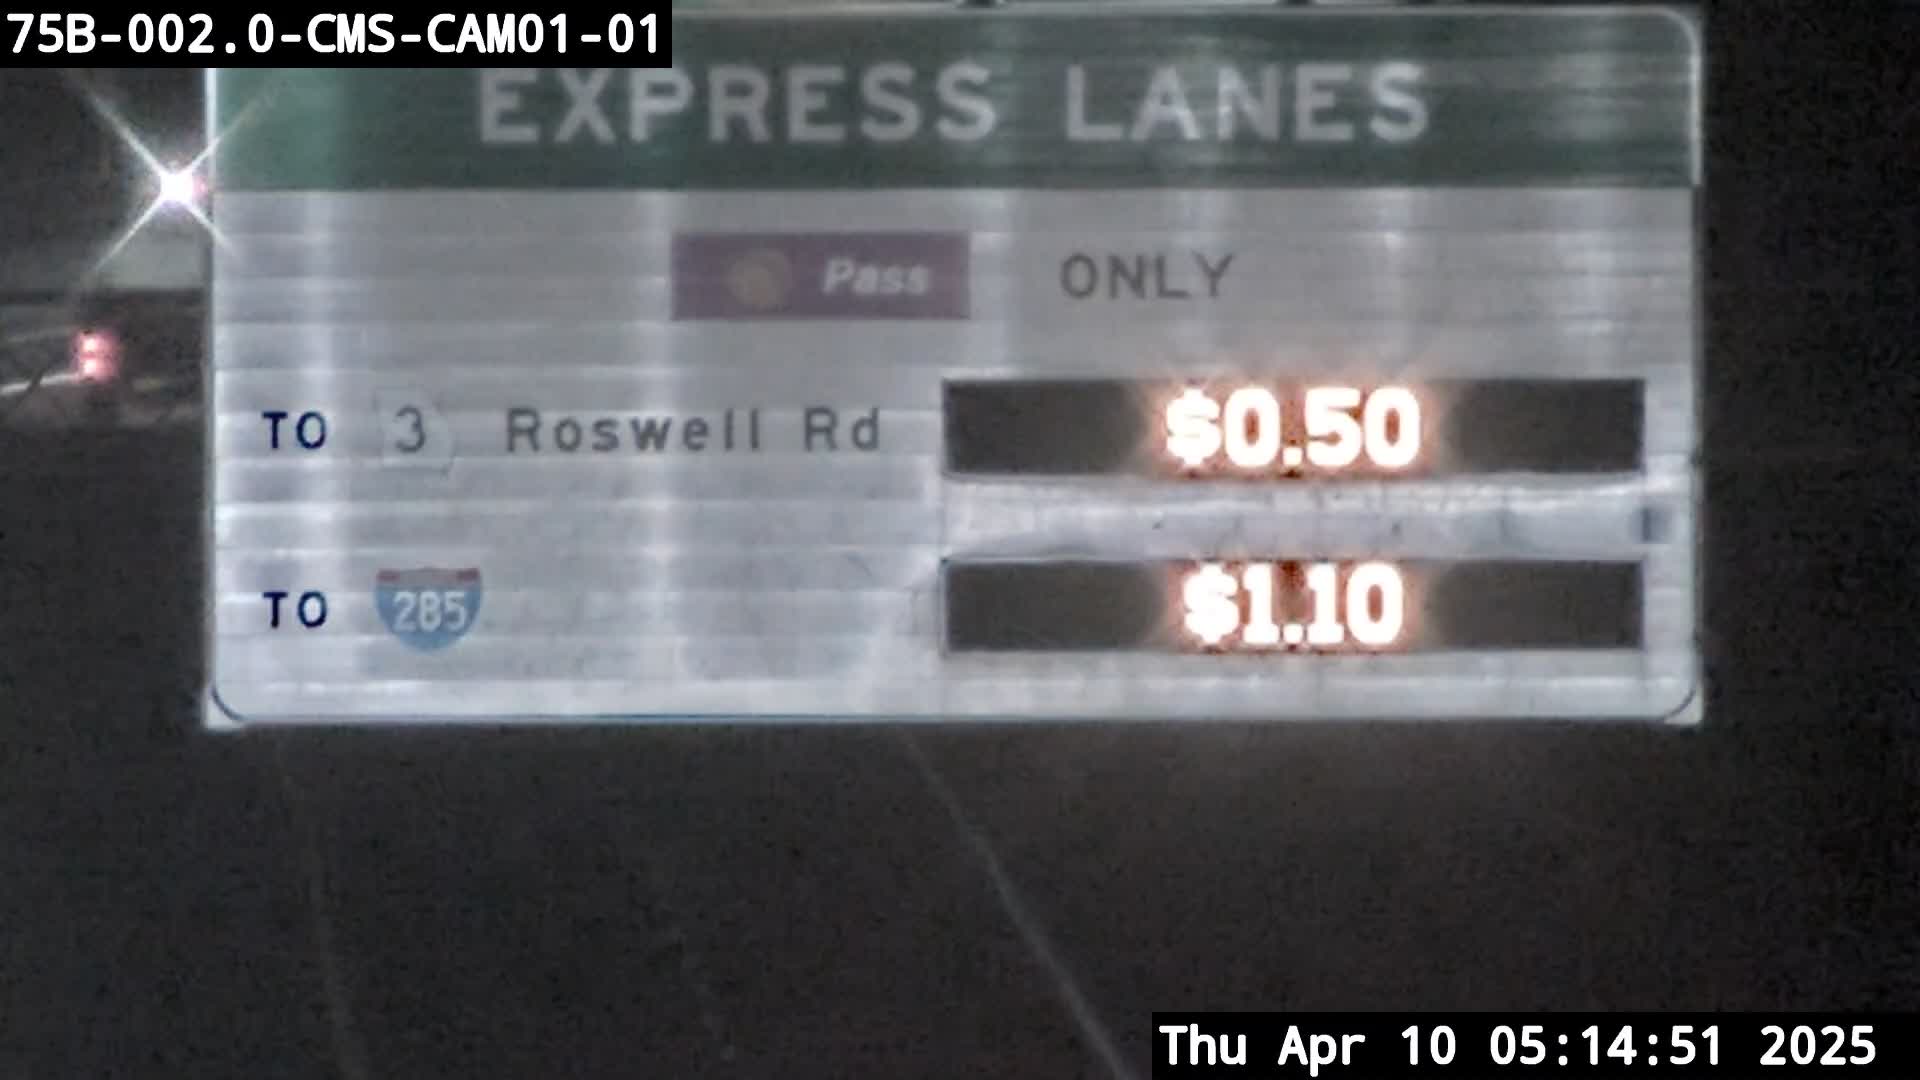 75B-002.0-CMS-CAM01-01
EXPRESS LANES
Pass ONLY
TO 3 Roswell Rd $0.50
TO 285 $1.10
Thu Apr 10 05:14:51 2025